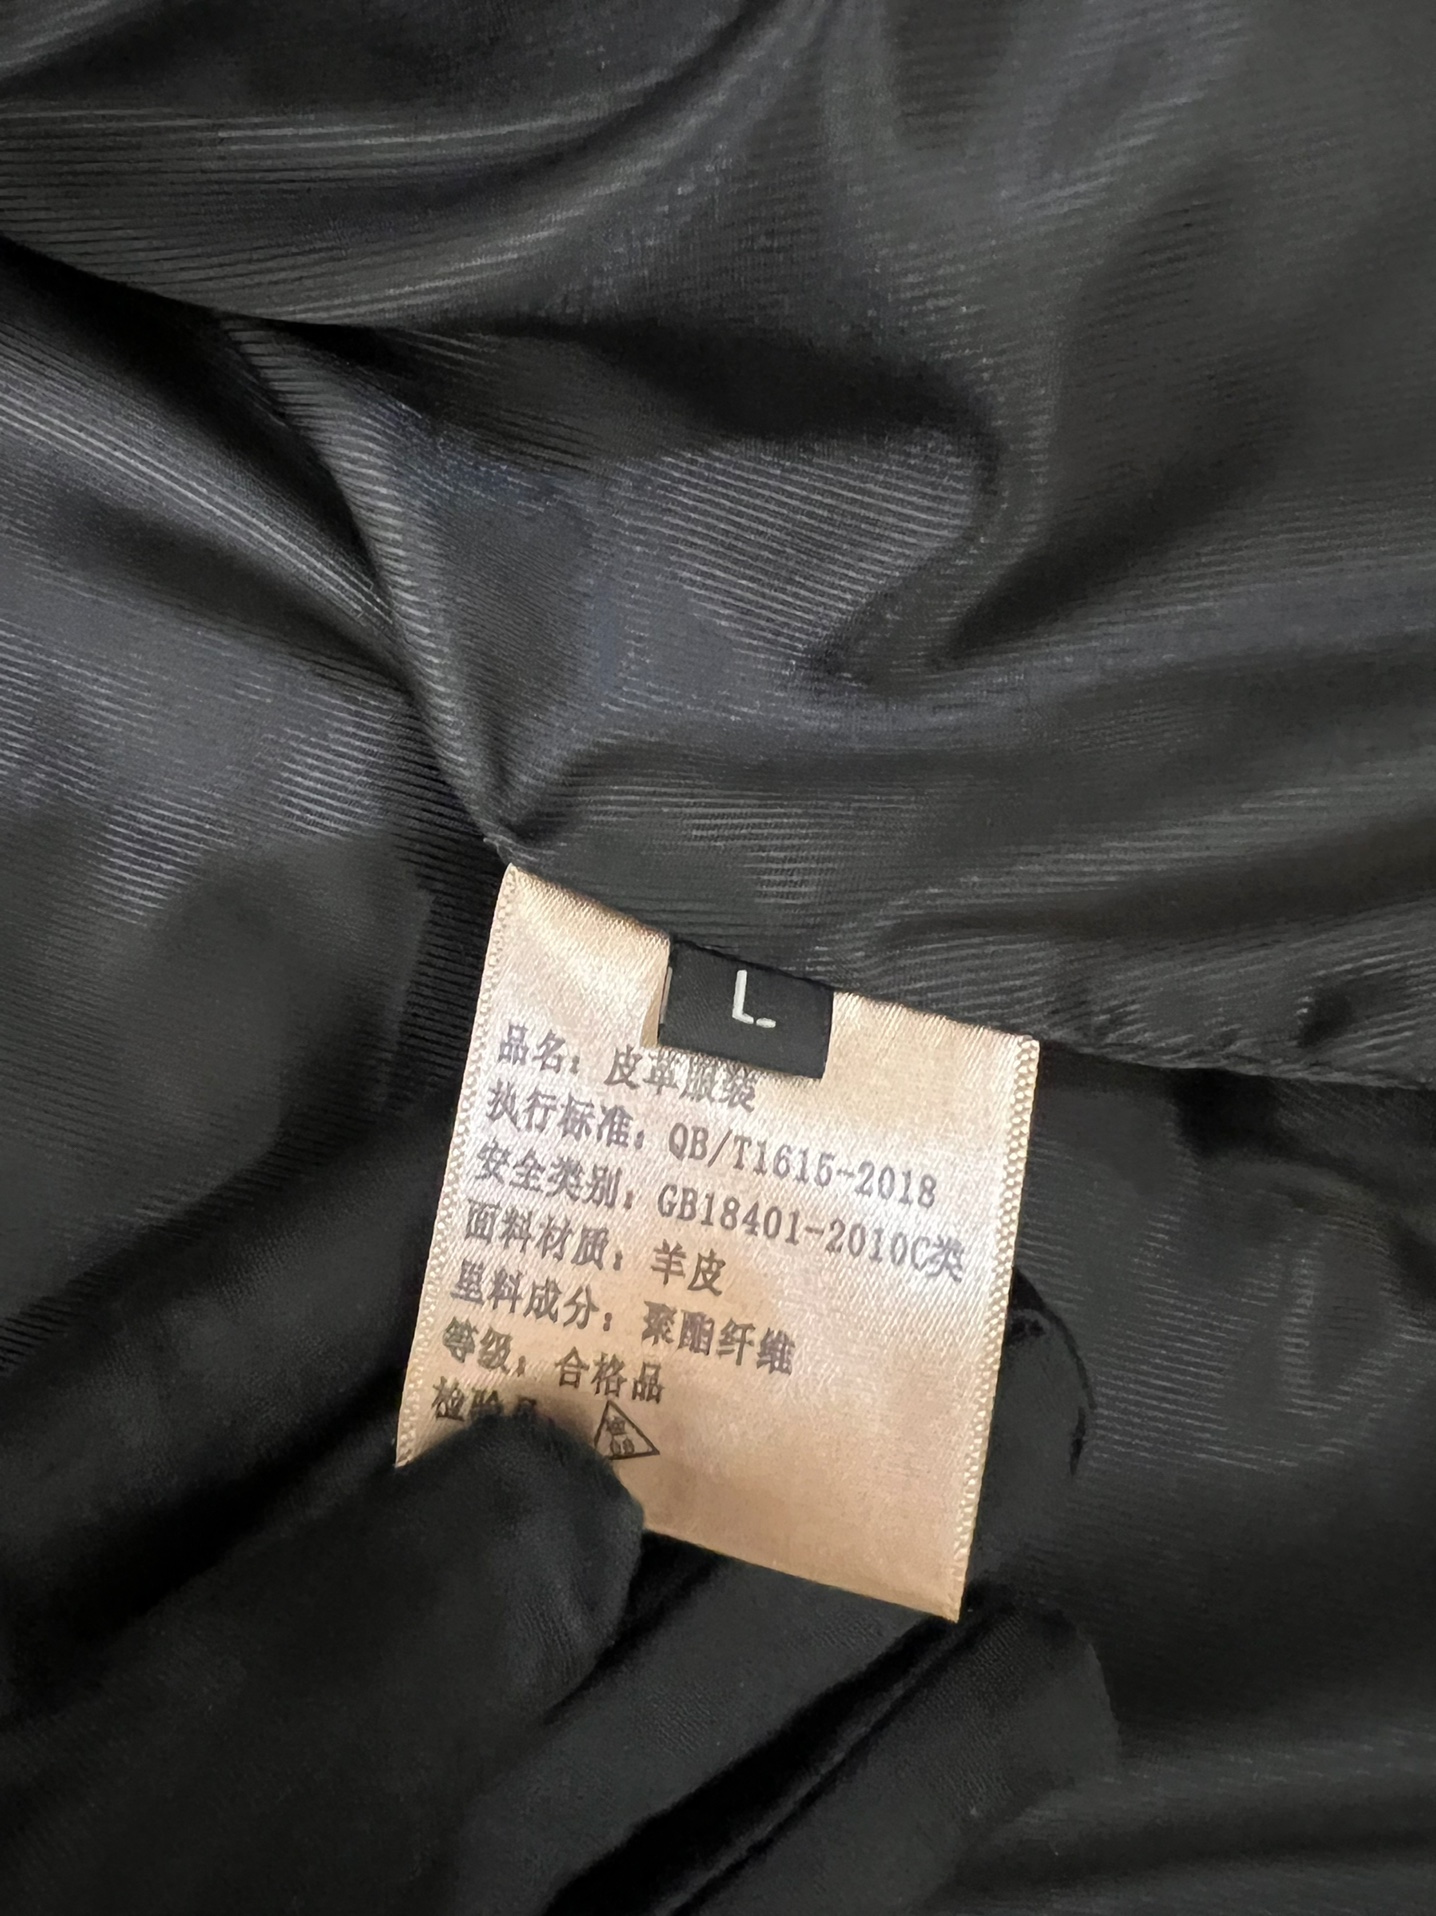 L
品名：皮革服装
执行标准：QB/T1615-2018
安全类别：GB18401-2010C类
面料材质：羊皮
里料成分：聚酯纤维
等级：合格品
检验